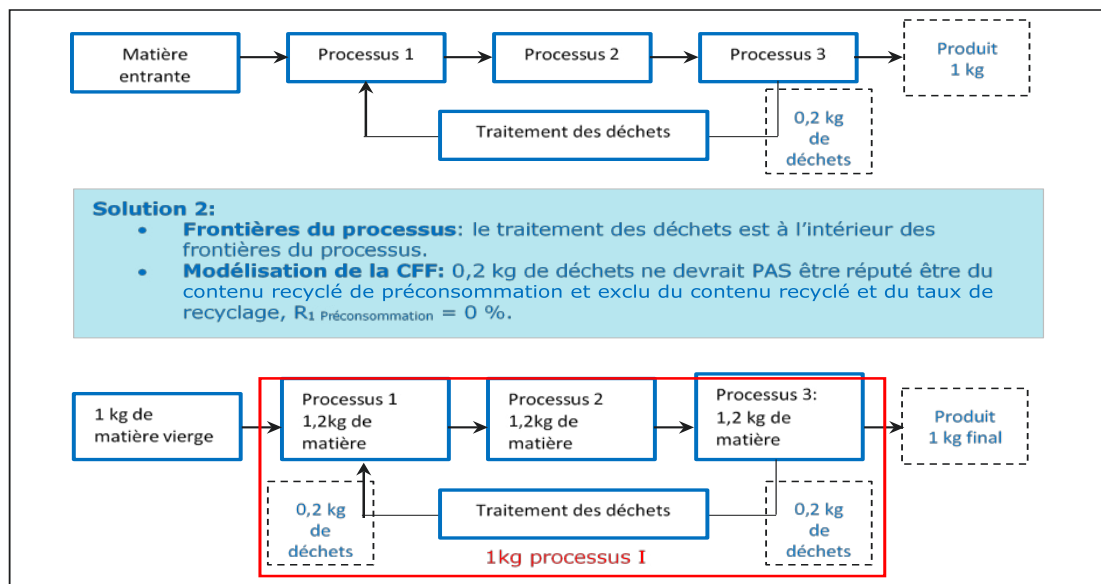 Matière
entrante
Processus 1
Processus 2
Processus 3
Produit
1 kg
Traitement des déchets
0,2 kg
de
déchets
Solution 2:
• Frontières du processus: le traitement des déchets est à l'intérieur des
frontières du processus.
• Modélisation de la CFF: 0,2 kg de déchets ne devrait PAS être réputé être du
contenu recyclé de préconsommation et exclu du contenu recyclé et du taux de
recyclage, R1 Préconsommation = 0 %.
1 kg de
matière vierge
Processus 1
1,2kg de
matière
Processus 2
1,2kg de
matière
Processus 3:
1,2 kg de
matière
Produit
1 kg final
0,2 kg
de
déchets
Traitement des déchets
0,2 kg
de
déchets
1kg processus I